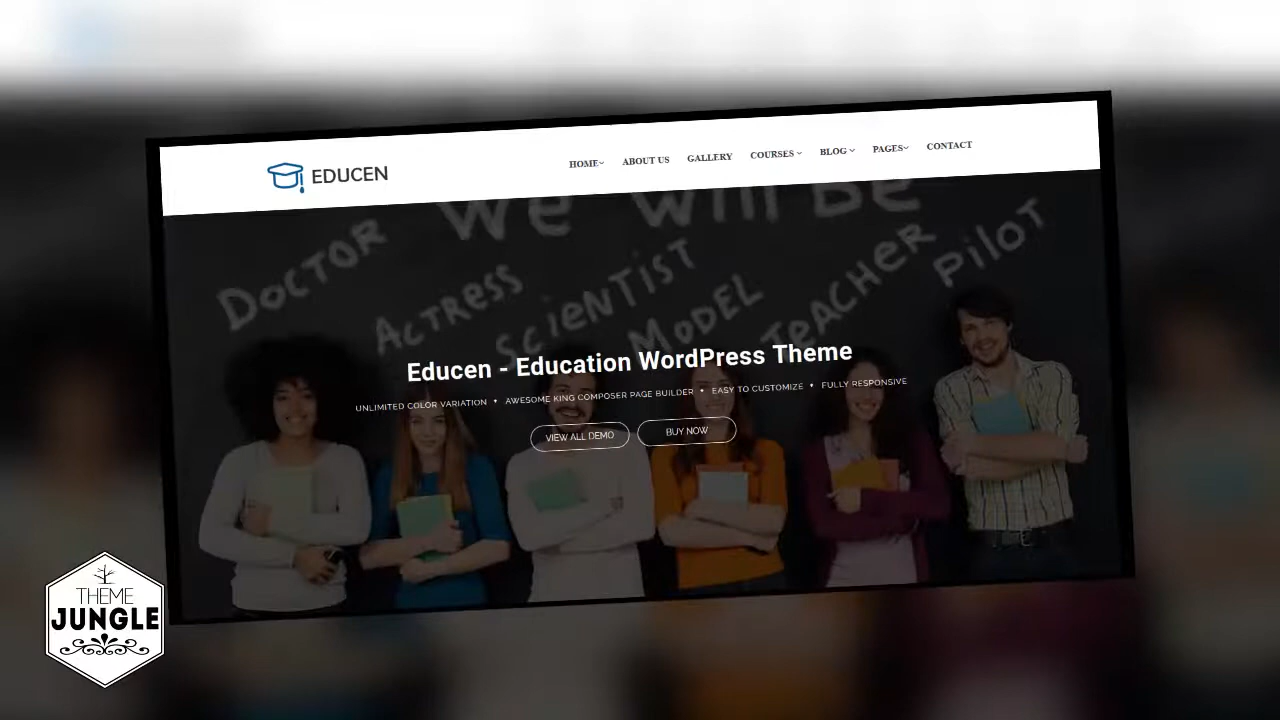 EDUCEN
HOME ABOUT US GALLERY COURSES BLOG PAGES CONTACT
We Will Be
DOCTOR
ACTRESS
SCIENTIST
MODEL
TEACHER
PILOT
Educen - Education WordPress Theme
UNLIMITED COLOR VARIATION • AWESOME KING COMPOSER PAGE BUILDER • EASY TO CUSTOMIZE • FULLY RESPONSIVE
VIEW ALL DEMO BUY NOW
THEME
JUNGLE